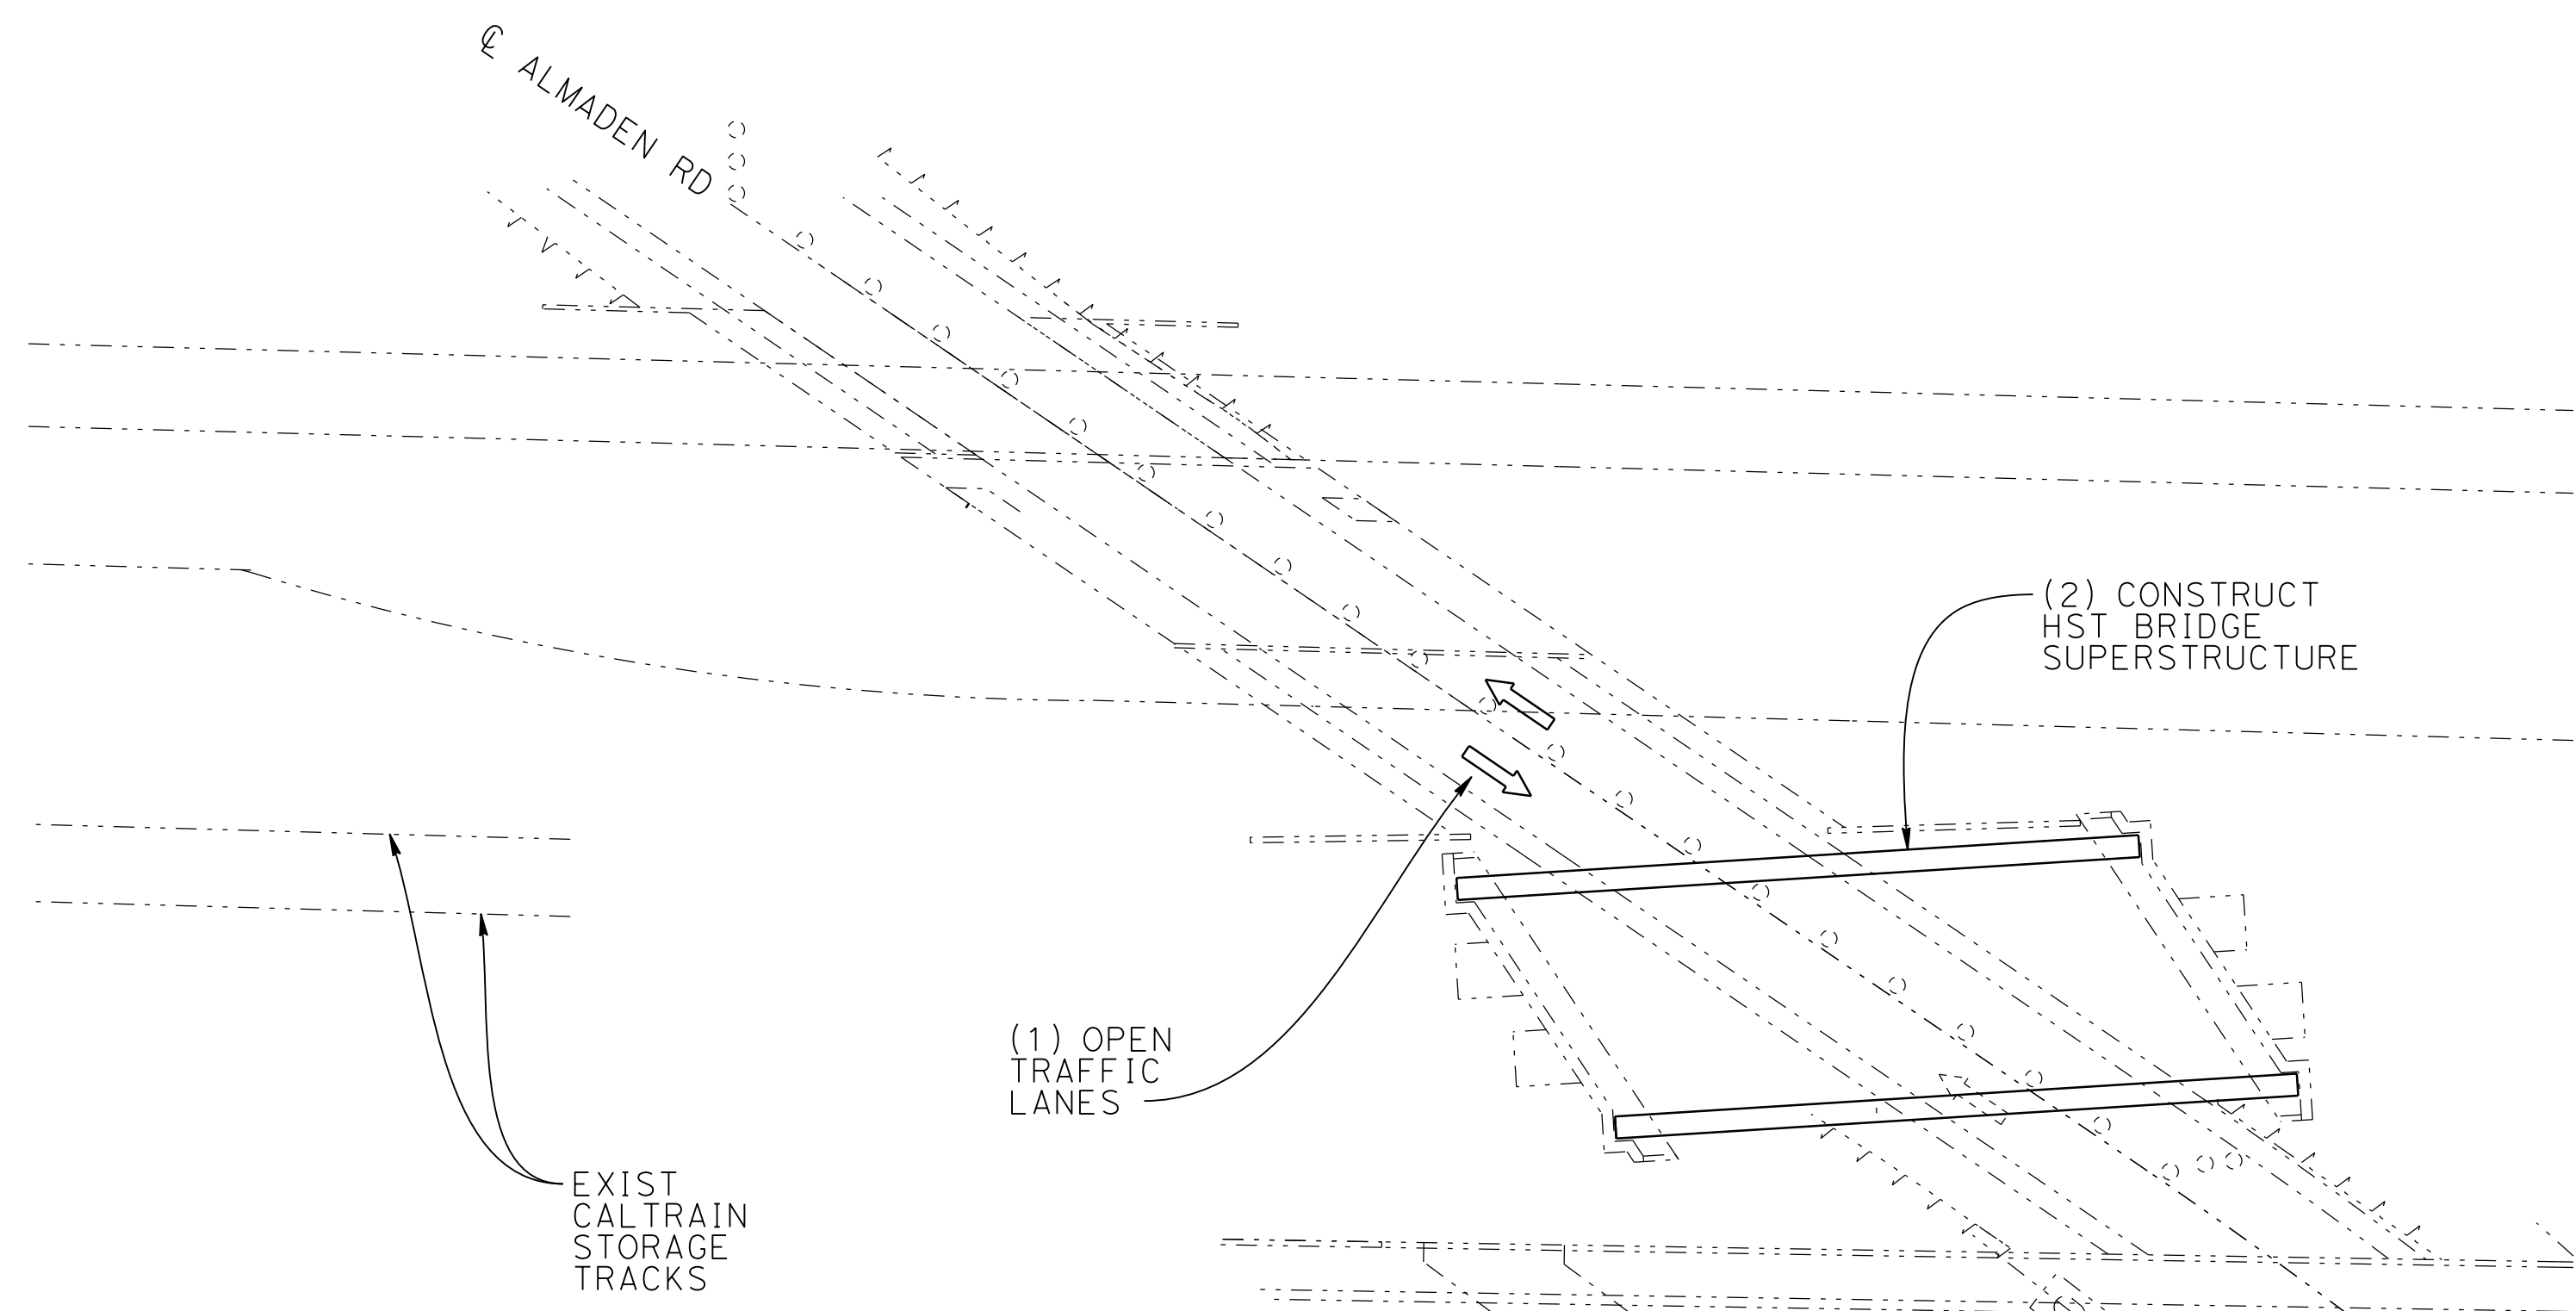 ℄ ALMADEN RD
(2) CONSTRUCT
HST BRIDGE
SUPERSTRUCTURE
(1) OPEN
TRAFFIC
LANES
EXIST
CALTRAIN
STORAGE
TRACKS